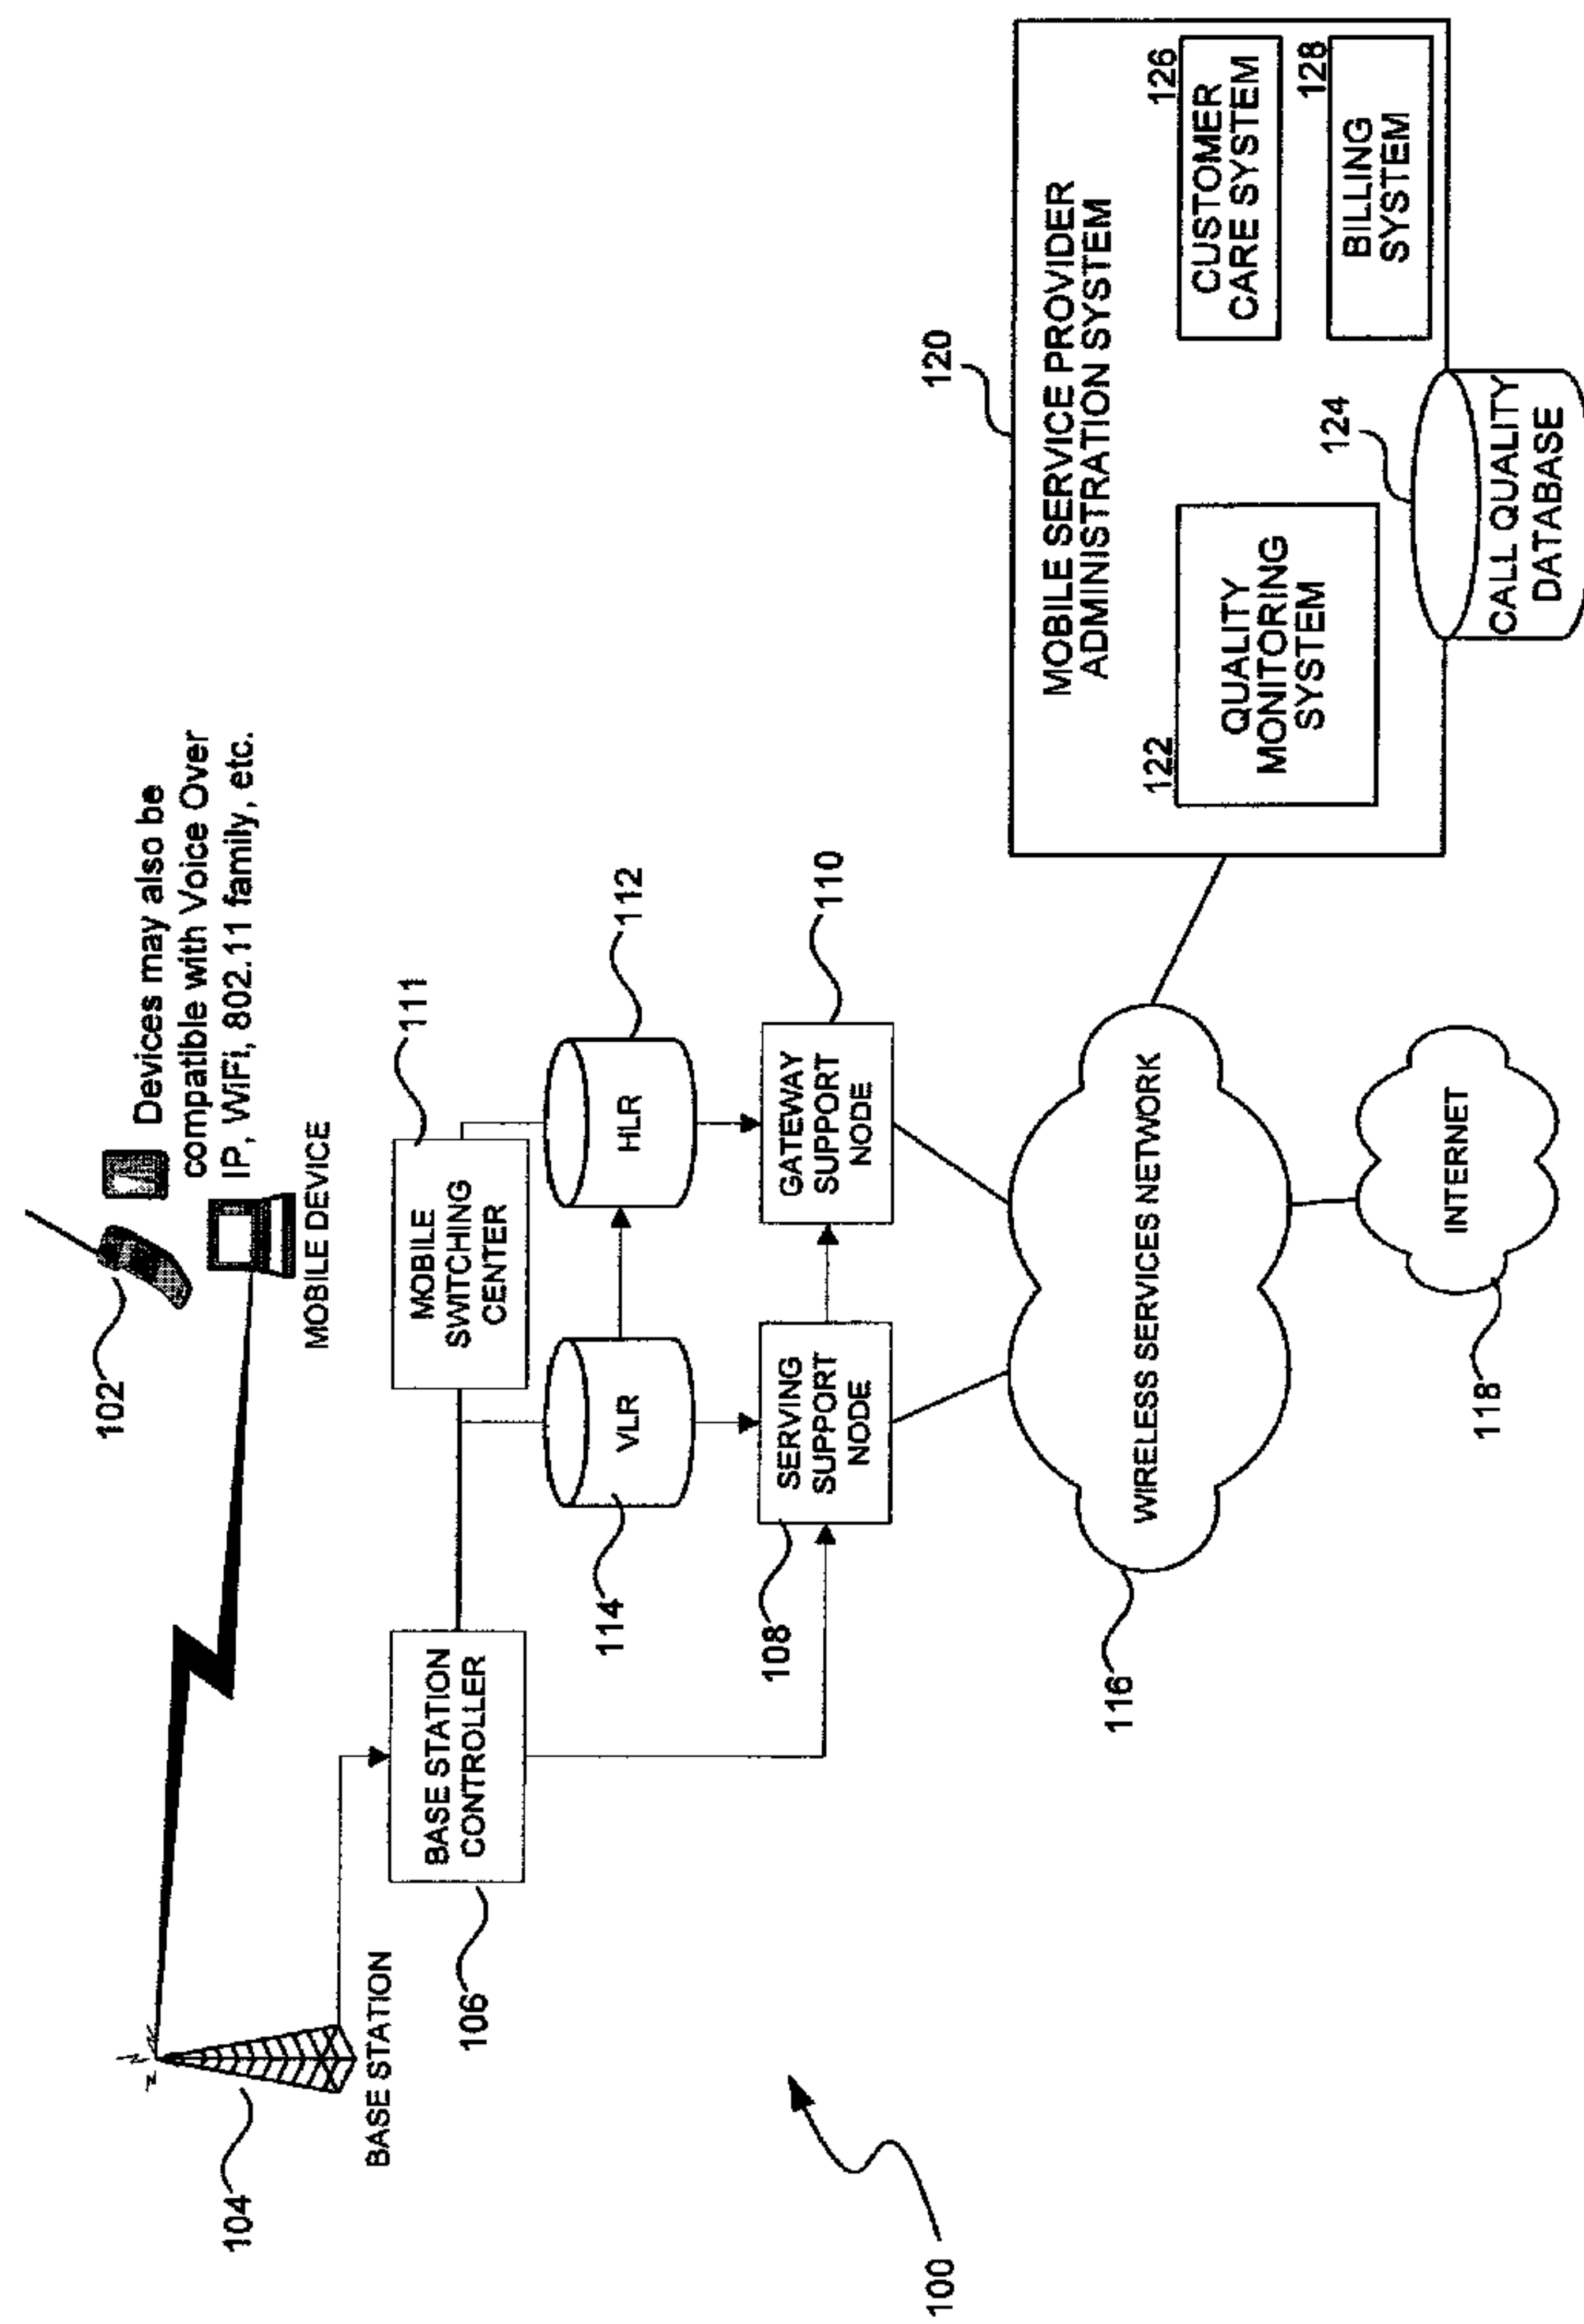 102
Devices may also be
compatible with Voice Over
IP, WiFi, 802.11 family, etc.
MOBILE DEVICE
104
BASE STATION
106
BASE STATION
CONTROLLER
111
MOBILE
SWITCHING
CENTER
114
VLR
HLR
112
108
SERVING
SUPPORT
NODE
GATEWAY
SUPPORT
NODE
110
100
116
WIRELESS SERVICES NETWORK
118
INTERNET
120
MOBILE SERVICE PROVIDER
ADMINISTRATION SYSTEM
122
QUALITY
MONITORING
SYSTEM
126
CUSTOMER
CARE SYSTEM
128
BILLING
SYSTEM
124
CALL QUALITY
DATABASE